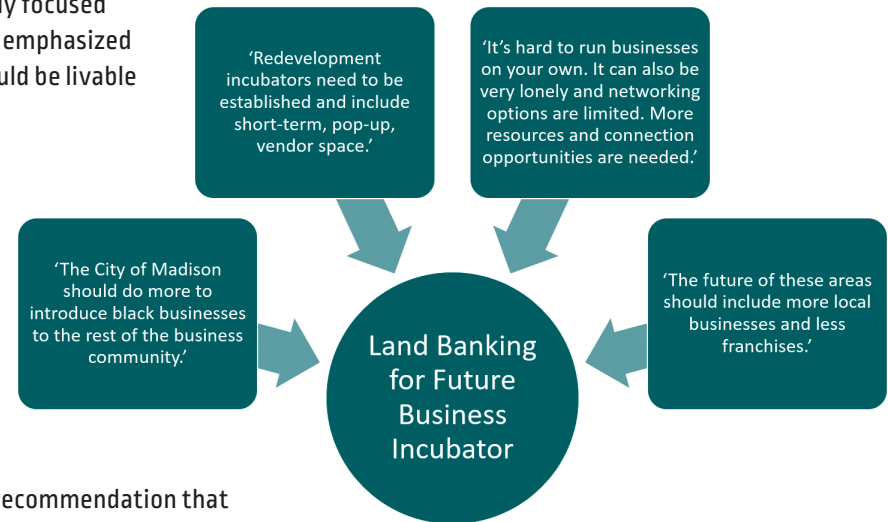 focused
emphasized
be livable
‘Redevelopment
incubators need to be
established and include
short-term, pop-up,
vendor space.’
‘It’s hard to run businesses
on your own. It can also be
very lonely and networking
options are limited. More
resources and connection
opportunities are needed.’
‘The City of Madison
should do more to
introduce black businesses
to the rest of the business
community.’
‘The future of these areas
should include more local
businesses and less
franchises.’
Land Banking
for Future
Business
Incubator
recommendation that